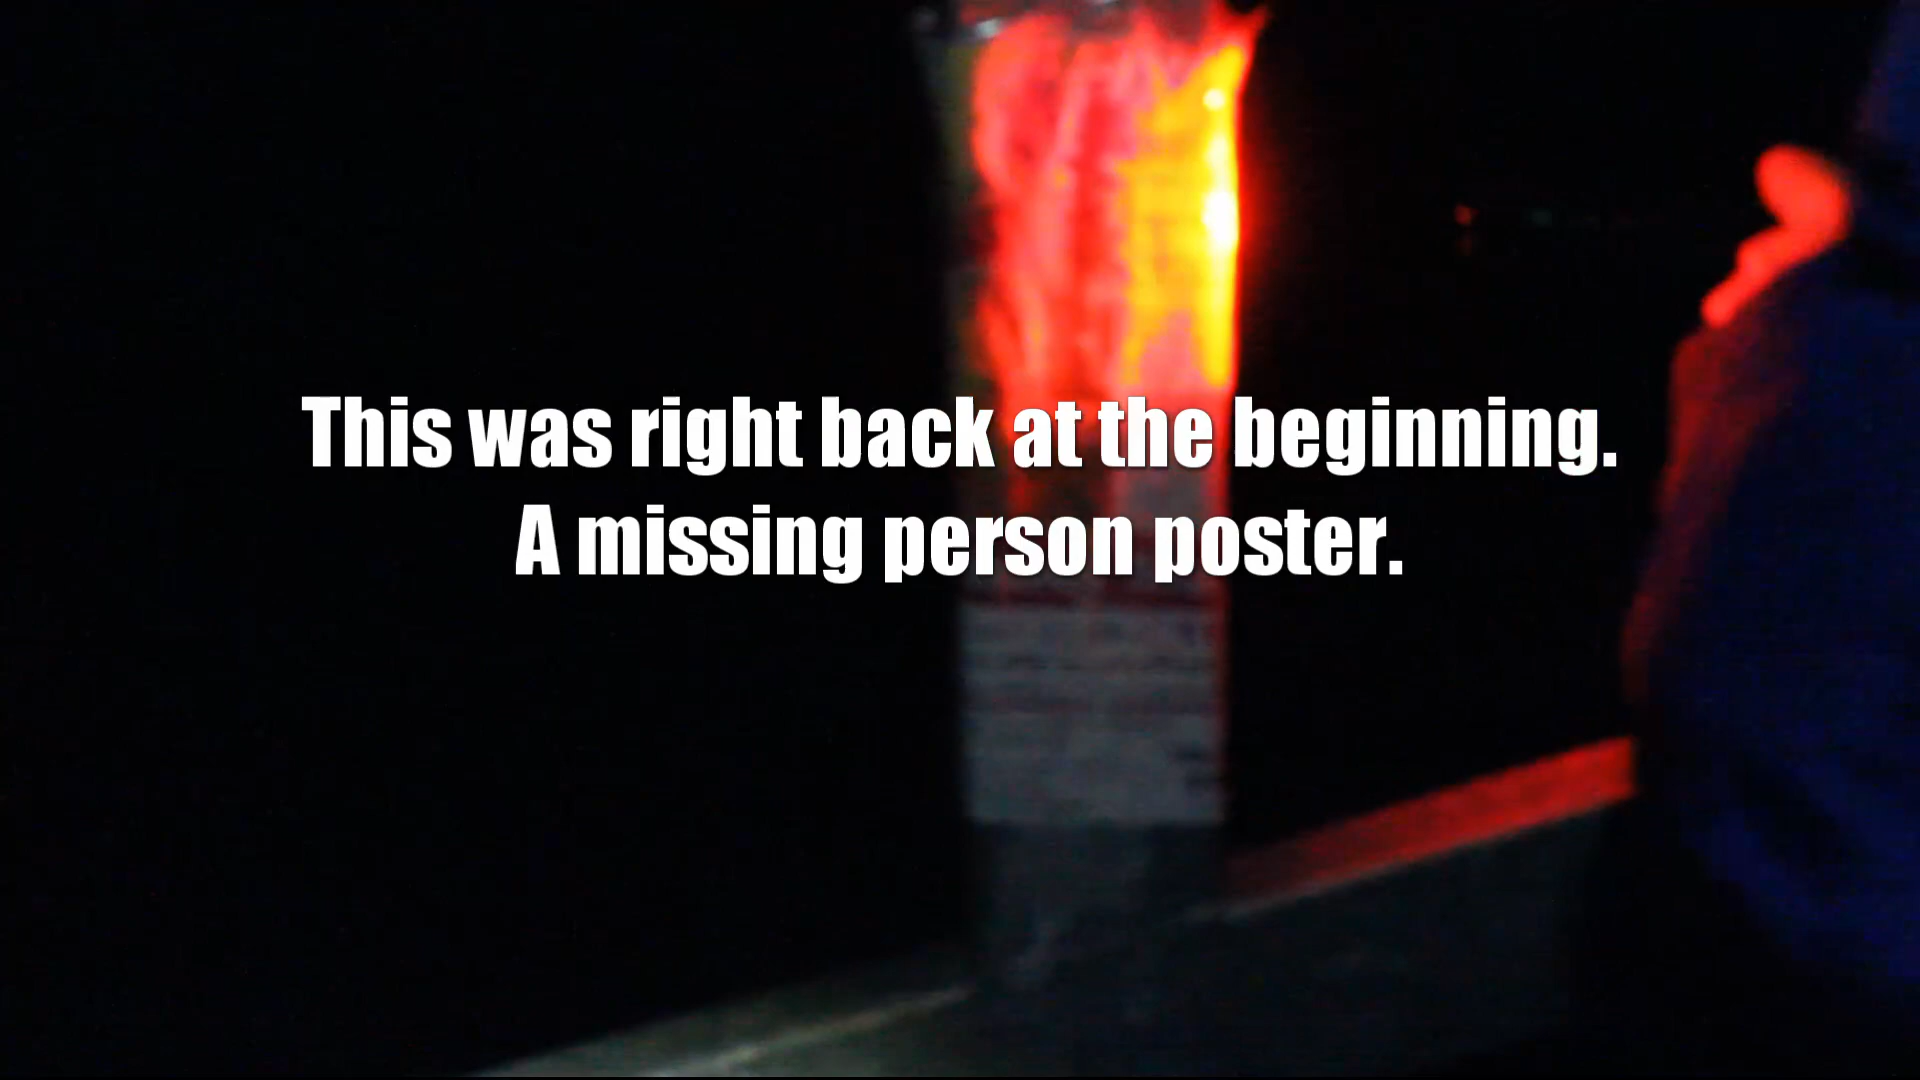 This was right back at the beginning.
A missing person poster.